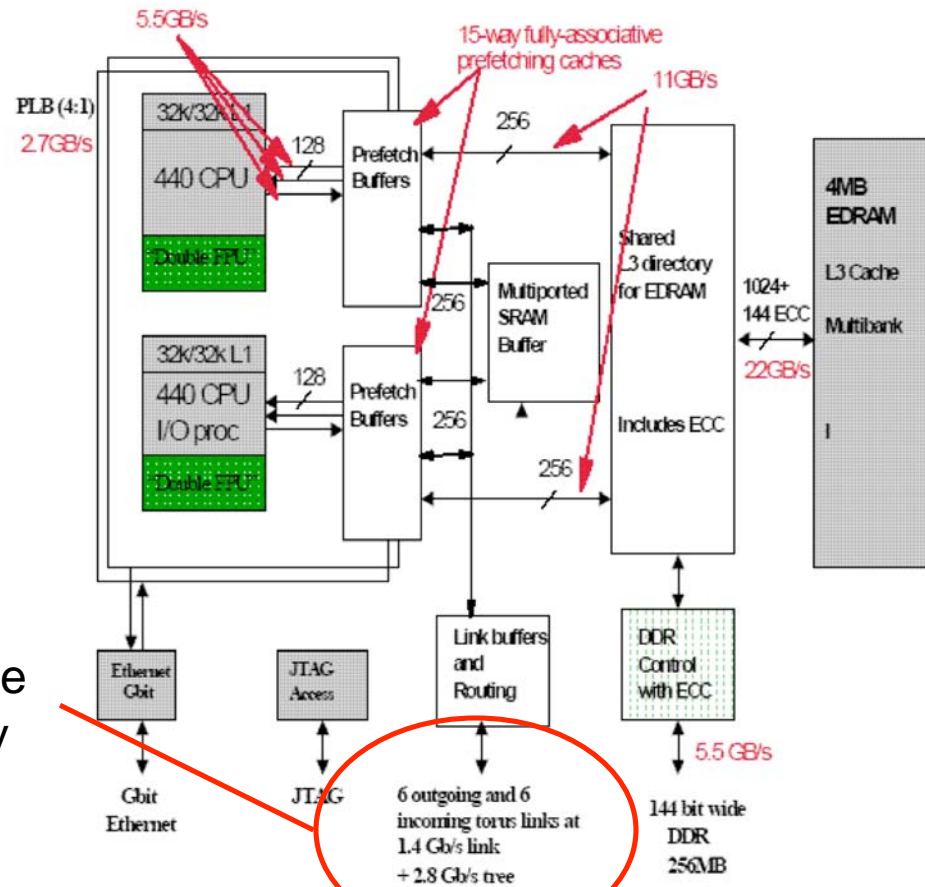 5.5GB/s
15-way fully-associative
prefetching caches
11GB/s
PLB (4:1)
2.7GB/s
32k/32k L1
440 CPU
"Double FPU"
128
Prefetch
Buffers
256
256
Multiported
SRAM
Buffer
Shared
L3 directory
for EDRAM
Includes ECC
1024+
144 ECC
22GB/s
4MB
EDRAM
L3 Cache
Multibank
I
32k/32k L1
440 CPU
I/O proc
"Double FPU"
128
Prefetch
Buffers
256
256
Ethernet
Gbit
JTAG
Access
Link buffers
and
Routing
DDR
Control
with ECC
5.5 GB/s
Gbit
Ethernet
JTAG
6 outgoing and 6
incoming torus links at
1.4 Gb/s link
+ 2.8 Gb/s tree
144 bit wide
DDR
256MB